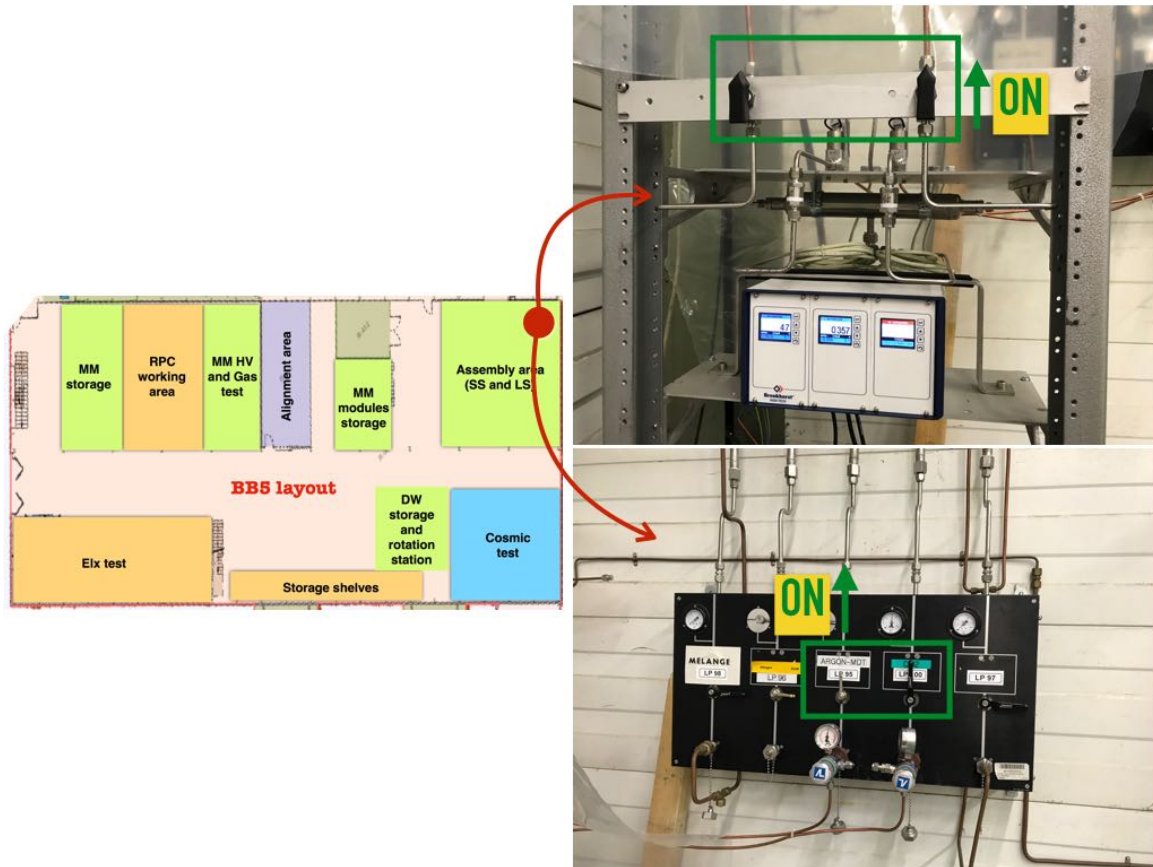 MM
storage
RPC
working
area
MM HV
and Gas
test
Alignment area
MM
modules
storage
Assembly area
(SS and LS)
BB5 layout
DW
storage
and
rotation
station
Cosmic
test
Elx test
Storage shelves
ON
47
0.357
Bronkhorst
ON
MELANGE
LP 98
LP 96
ARGON-MDT
LP 95
LP 97